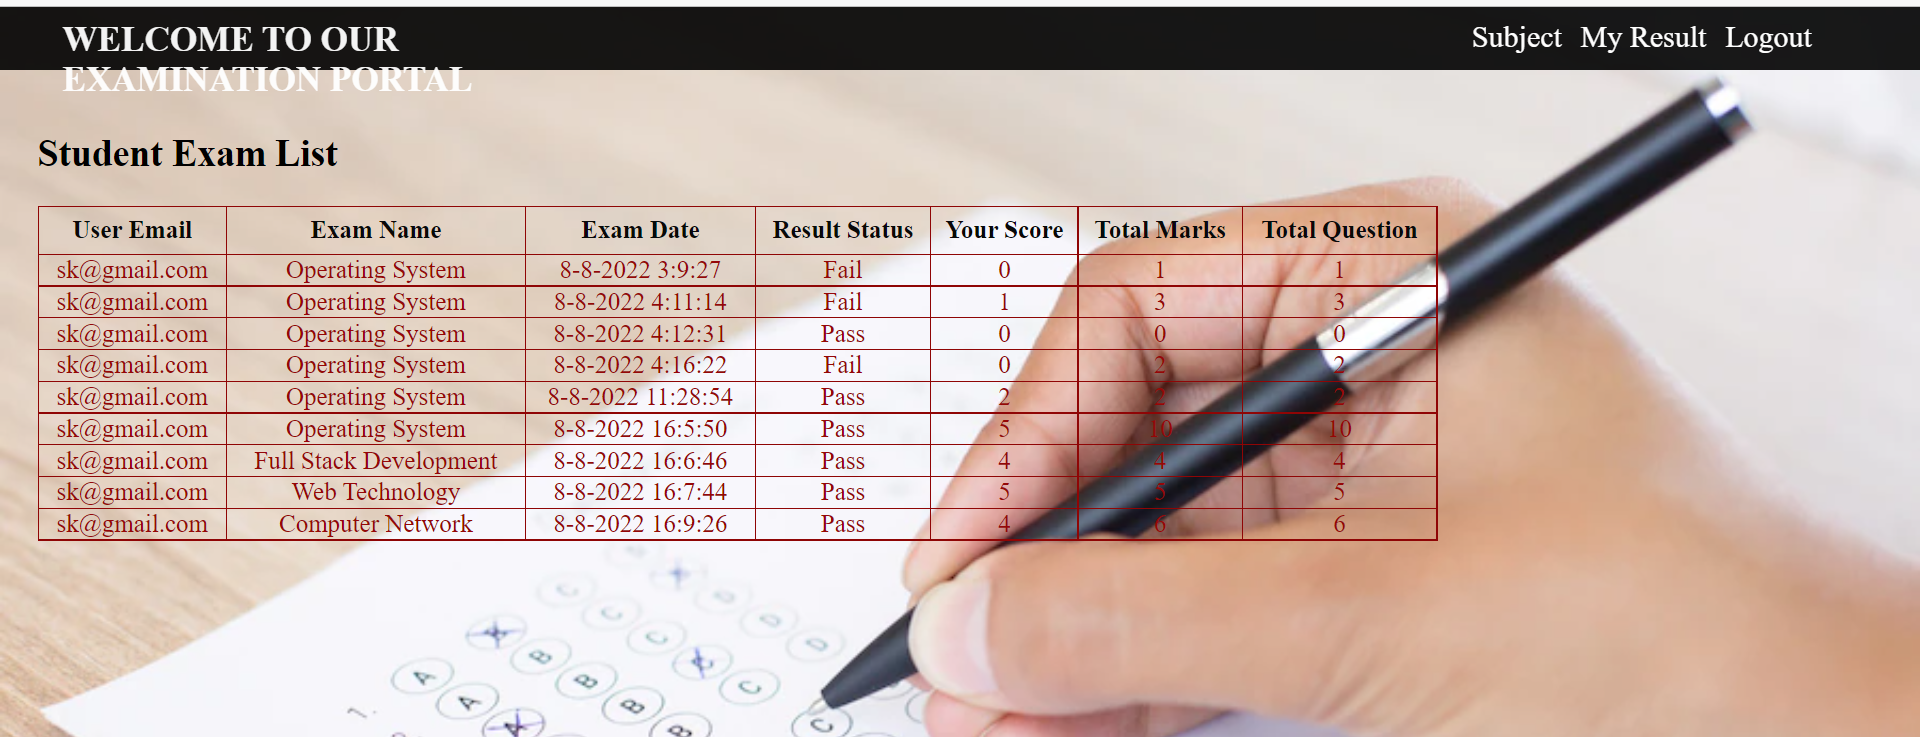 WELCOME TO OUR
EXAMINATION PORTAL
Subject My Result Logout
Student Exam List
User Email Exam Name Exam Date Result Status Your Score Total Marks Total Question
sk@gmail.com Operating System 8-8-2022 3:9:27 Fail 0 1 1
sk@gmail.com Operating System 8-8-2022 4:11:14 Fail 1 3 3
sk@gmail.com Operating System 8-8-2022 4:12:31 Pass 0 0 0
sk@gmail.com Operating System 8-8-2022 4:16:22 Fail 0 2 2
sk@gmail.com Operating System 8-8-2022 11:28:54 Pass 2 2 2
sk@gmail.com Operating System 8-8-2022 16:5:50 Pass 5 10 10
sk@gmail.com Full Stack Development 8-8-2022 16:6:46 Pass 4 4 4
sk@gmail.com Web Technology 8-8-2022 16:7:44 Pass 5 5 5
sk@gmail.com Computer Network 8-8-2022 16:9:26 Pass 4 6 6
D D
C C C C
B B B B
1. A A A
C